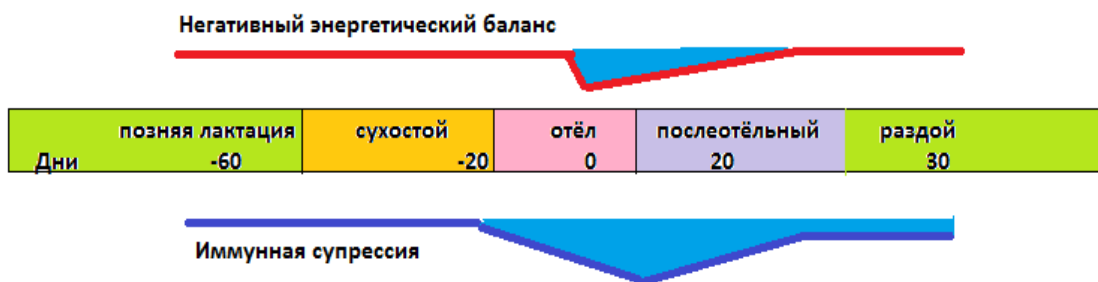 Негативный энергетический баланс
позняя лактация сухостой отёл послеотёльный раздой
Дни -60 -20 0 20 30
Иммунная супрессия